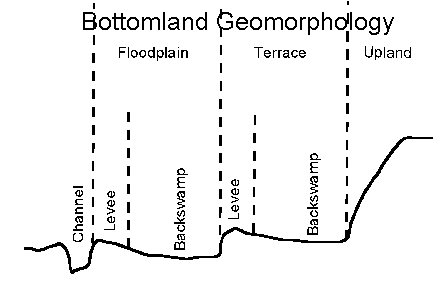 Bottomland Geomorphology
Floodplain
Terrace
Upland
Channel
Levee
Backswamp
Levee
Backswamp